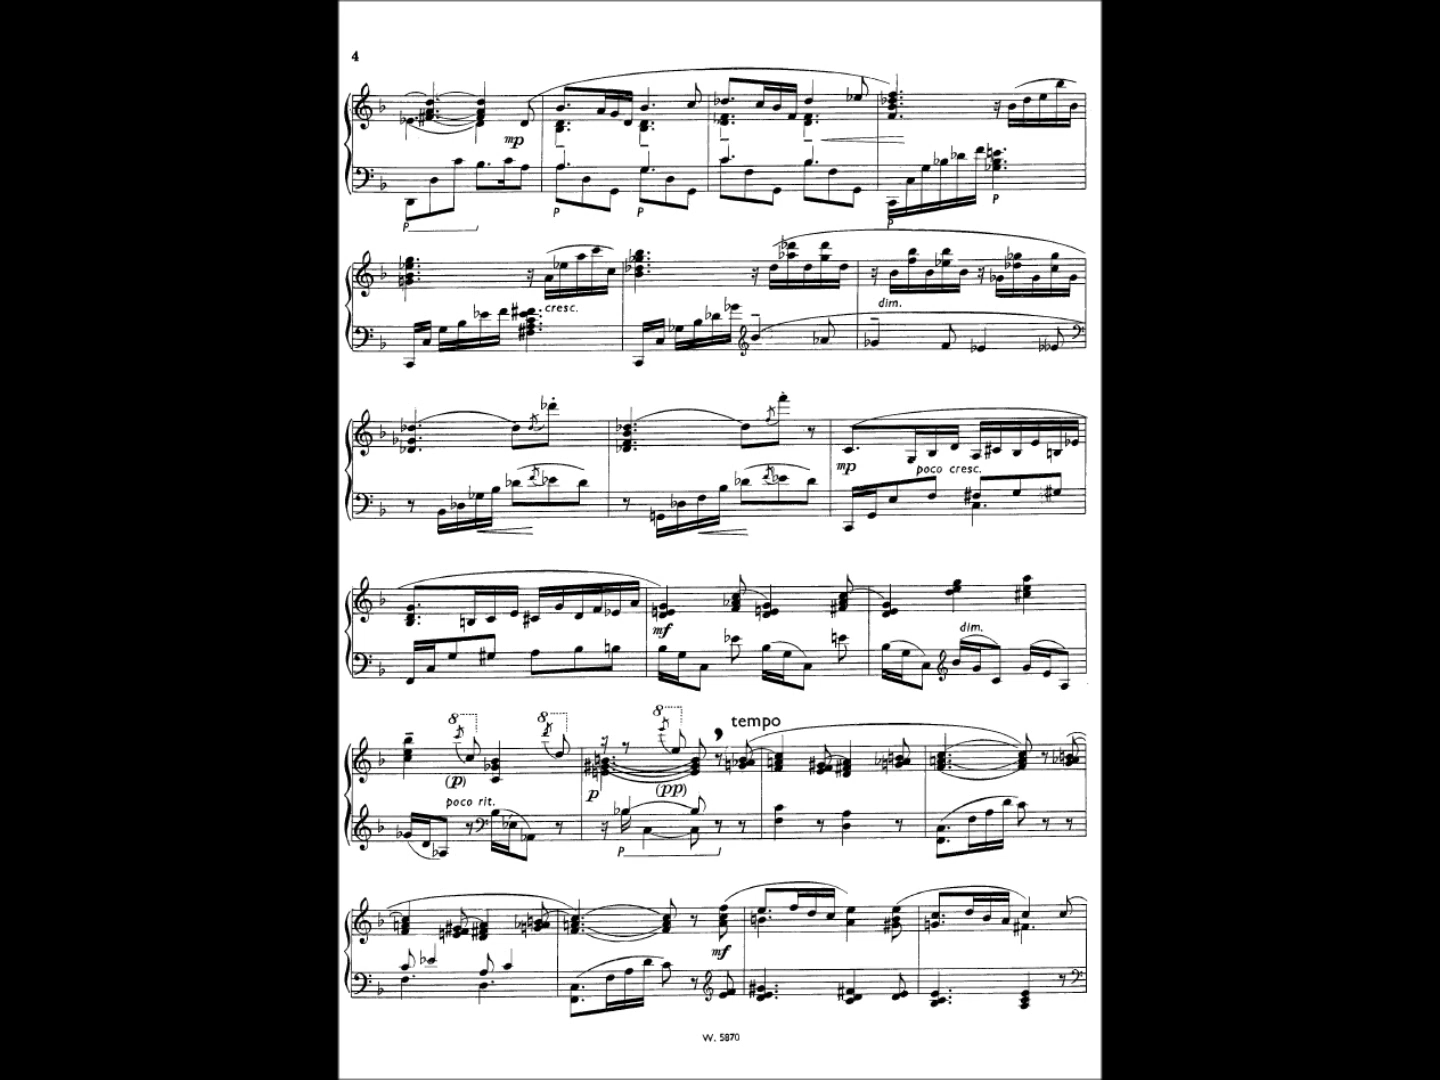 4
mp
P
P P
P
P
cresc.
dim.
mp
poco cresc.
mf
dim.
8 8 8
tempo
(p)
p
(pp)
poco rit.
P
mf
W. 5870